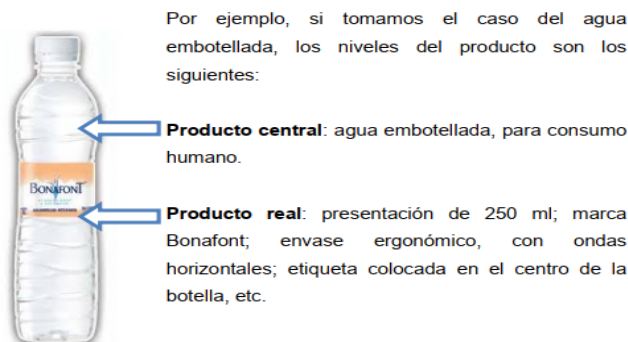 Por ejemplo, si tomamos el caso del agua
embotellada, los niveles del producto son los
siguientes:
Producto central: agua embotellada, para consumo
humano.
BONAFONT
Producto real: presentación de 250 ml; marca
Bonafont; envase ergonómico, con ondas
horizontales; etiqueta colocada en el centro de la
botella, etc.